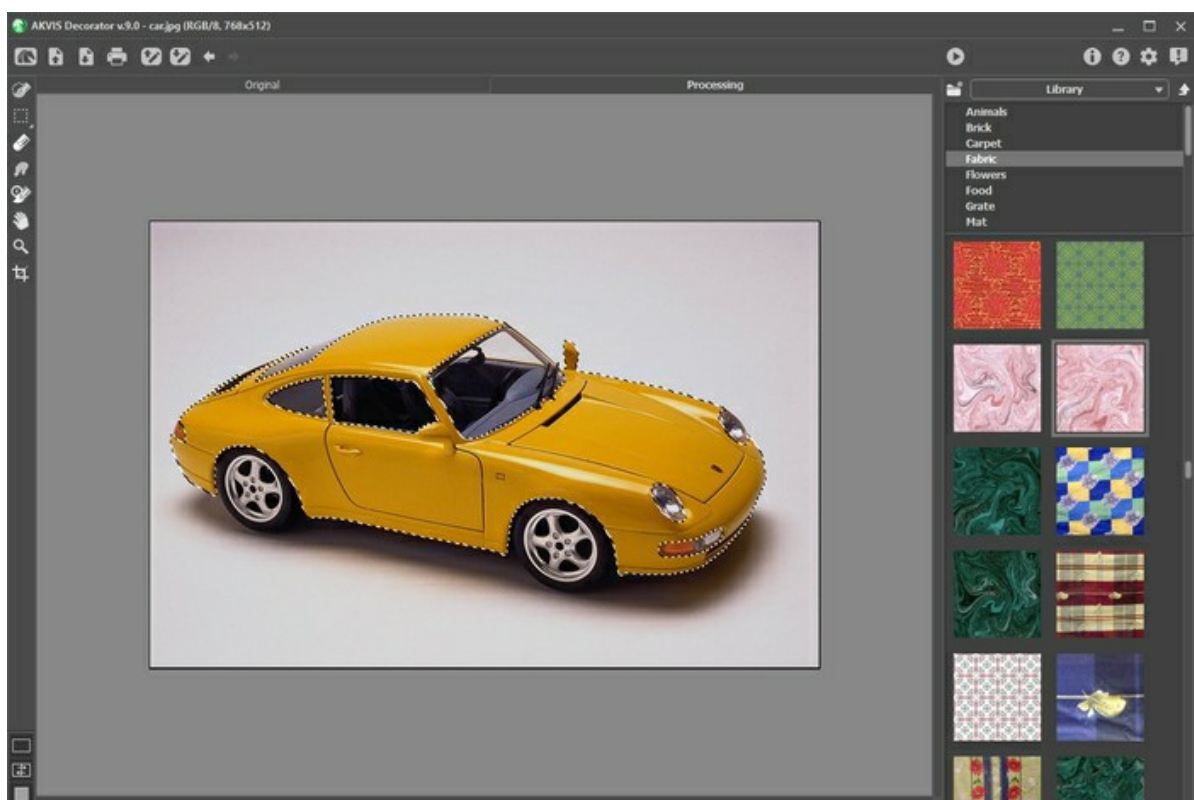 AKVIS Decorator v.9.0 - car.jpg (RGB/8, 768x512)
Original
Processing
Library
Animals
Brick
Carpet
Fabric
Flowers
Food
Grate
Mat